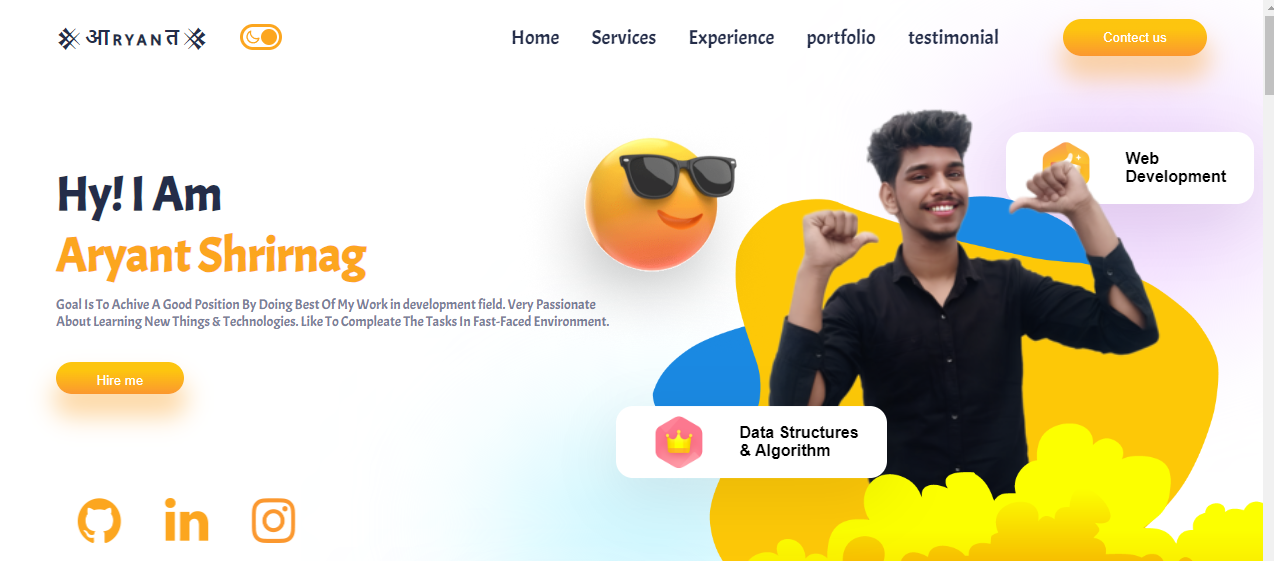 आRYANत
Home Services Experience portfolio testimonial Contect us
Hy! I Am
Aryant Shrirnag
Goal Is To Achive A Good Position By Doing Best Of My Work in development field. Very Passionate
About Learning New Things & Technologies. Like To Compleate The Tasks In Fast-Faced Environment.
Hire me
Web
Development
Data Structures
& Algorithm
in